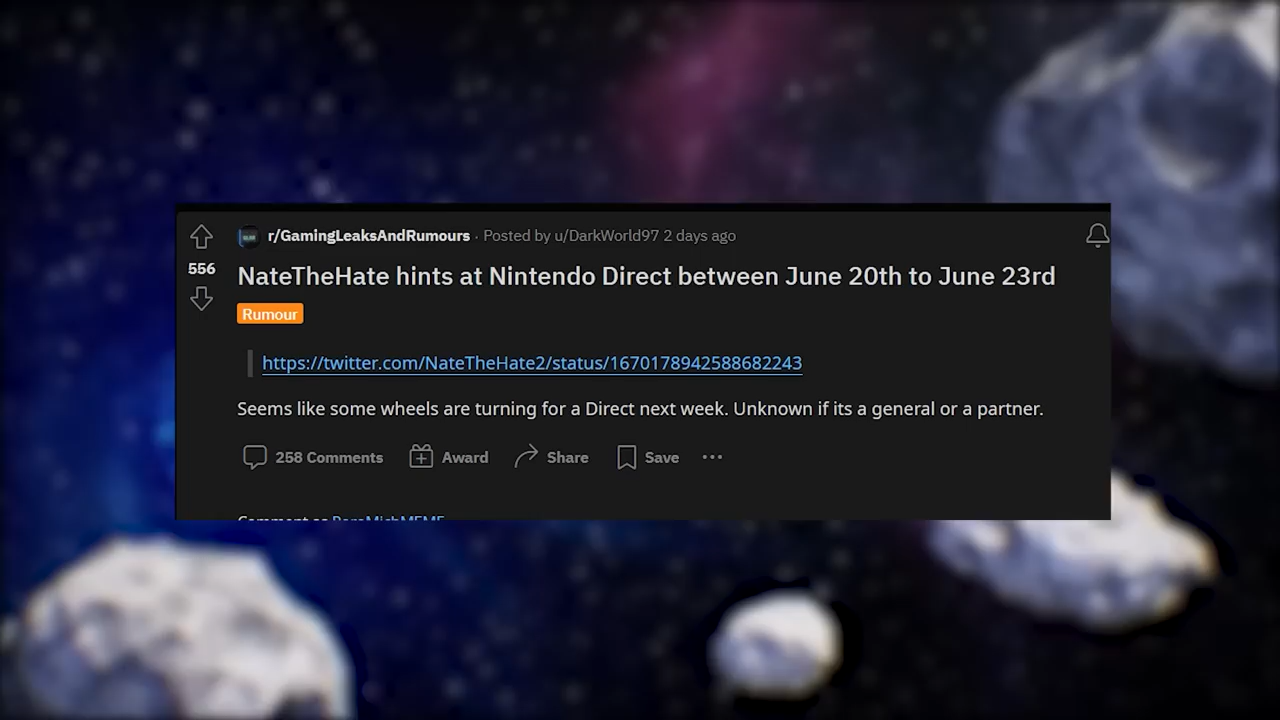 r/GamingLeaksAndRumours · Posted by u/DarkWorld97 2 days ago
556
NateTheHate hints at Nintendo Direct between June 20th to June 23rd
Rumour
https://twitter.com/NateTheHate2/status/1670178942588682243
Seems like some wheels are turning for a Direct next week. Unknown if its a general or a partner.
258 Comments Award Share Save
Comment as